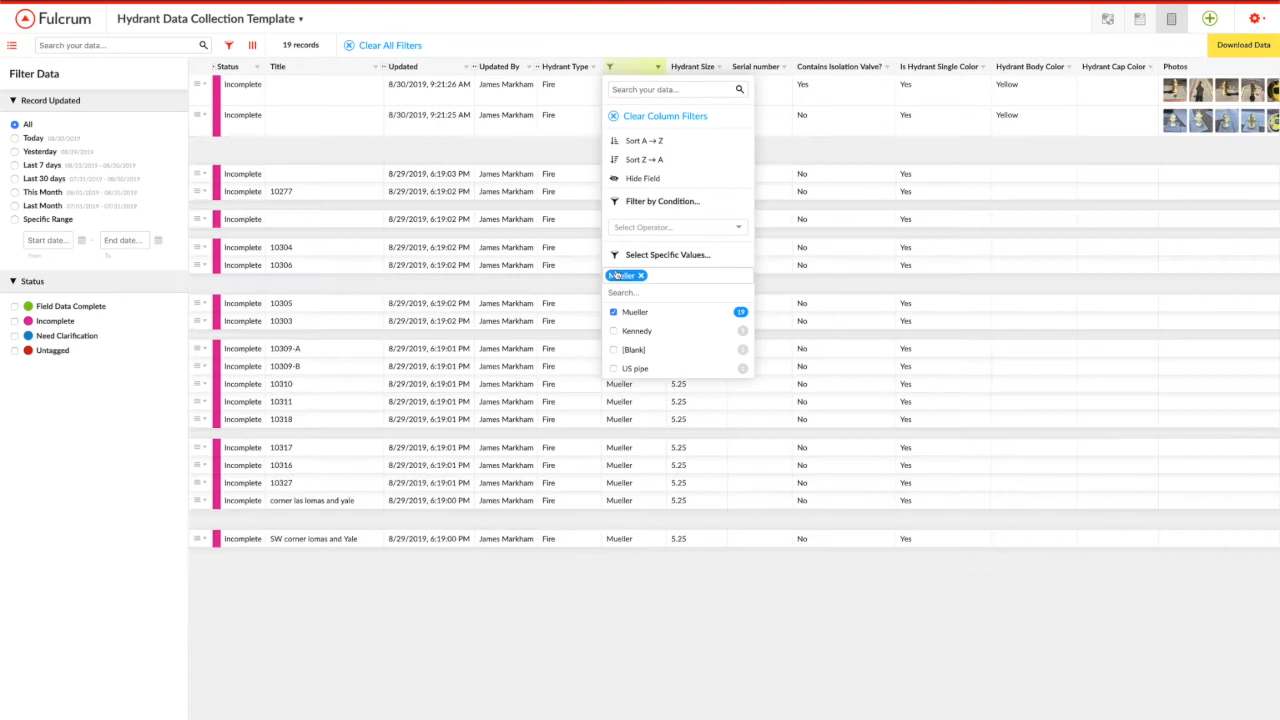 Fulcrum Hydrant Data Collection Template
Search your data... 19 records Clear All Filters Download Data
Filter Data
Record Updated
All
Today 08/30/2019
Yesterday 08/29/2019
Last 7 days 08/23/2019 - 08/30/2019
Last 30 days 07/31/2019 - 08/30/2019
This Month 08/01/2019 - 08/31/2019
Last Month 07/01/2019 - 07/31/2019
Specific Range
Start date... - End date...
From To
Status
Field Data Complete
Incomplete
Need Clarification
Untagged
Status Title Updated Updated By Hydrant Type Hydrant Size Serial number Contains Isolation Valve? Is Hydrant Single Color Hydrant Body Color Hydrant Cap Color Photos
Incomplete 8/30/2019, 9:21:26 AM James Markham Fire Yes Yes Yellow
Incomplete 8/30/2019, 9:21:25 AM James Markham Fire No Yes Yellow
Incomplete 8/29/2019, 6:19:03 PM James Markham Fire No Yes
Incomplete 10277 8/29/2019, 6:19:02 PM James Markham Fire No Yes
Incomplete 8/29/2019, 6:19:02 PM James Markham Fire No Yes
Incomplete 10304 8/29/2019, 6:19:02 PM James Markham Fire No Yes
Incomplete 10306 8/29/2019, 6:19:02 PM James Markham Fire No Yes
Incomplete 10305 8/29/2019, 6:19:02 PM James Markham Fire No Yes
Incomplete 10303 8/29/2019, 6:19:02 PM James Markham Fire No Yes
Incomplete 10309-A 8/29/2019, 6:19:01 PM James Markham Fire No Yes
Incomplete 10309-B 8/29/2019, 6:19:01 PM James Markham Fire No Yes
Incomplete 10310 8/29/2019, 6:19:01 PM James Markham Fire Mueller 5.25 No Yes
Incomplete 10311 8/29/2019, 6:19:01 PM James Markham Fire Mueller 5.25 No Yes
Incomplete 10318 8/29/2019, 6:19:01 PM James Markham Fire Mueller 5.25 No Yes
Incomplete 10317 8/29/2019, 6:19:01 PM James Markham Fire Mueller 5.25 No Yes
Incomplete 10316 8/29/2019, 6:19:01 PM James Markham Fire Mueller 5.25 No Yes
Incomplete 10327 8/29/2019, 6:19:01 PM James Markham Fire Mueller 5.25 No Yes
Incomplete corner las lomas and yale 8/29/2019, 6:19:00 PM James Markham Fire Mueller 5.25 No Yes
Incomplete SW corner lomas and Yale 8/29/2019, 6:19:00 PM James Markham Fire Mueller 5.25 No Yes
Search your data...
Clear Column Filters
Sort A → Z
Sort Z → A
Hide Field
Filter by Condition...
Select Operator...
Select Specific Values...
Mueller
Search...
Mueller 19
Kennedy
[Blank]
US pipe